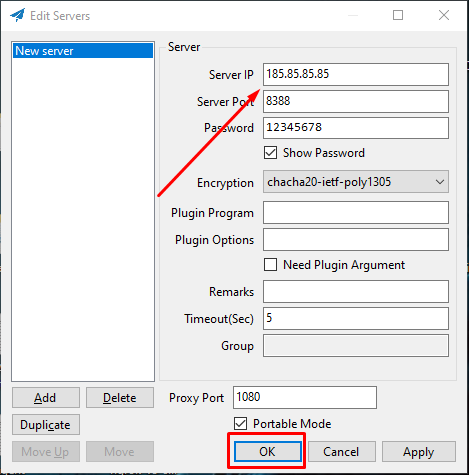 Edit Servers
New server
Server
Server IP 185.85.85.85
Server Port 8388
Password 12345678
Show Password
Encryption chacha20-ietf-poly1305
Plugin Program
Plugin Options
Need Plugin Argument
Remarks
Timeout(Sec) 5
Group
Add Delete Proxy Port 1080
Duplicate Portable Mode
Move Up Move OK Cancel Apply